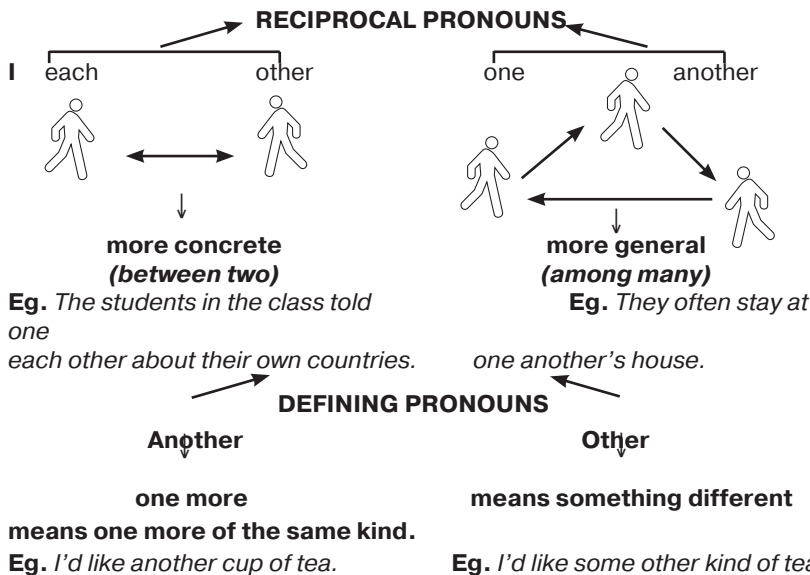 RECIPROCAL PRONOUNS
I each other one another
more concrete more general
(between two) (among many)
Eg. The students in the class told Eg. They often stay at
one
each other about their own countries. one another's house.
DEFINING PRONOUNS
Another Other
one more means something different
means one more of the same kind.
Eg. I'd like another cup of tea. Eg. I'd like some other kind of tea